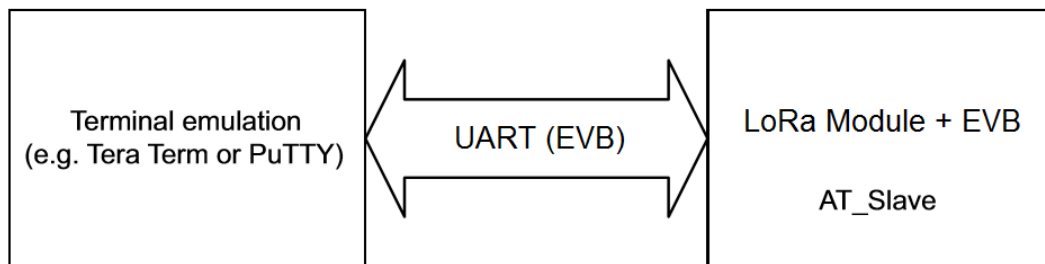 Terminal emulation
(e.g. Tera Term or PuTTY)
UART (EVB)
LoRa Module + EVB
AT_Slave